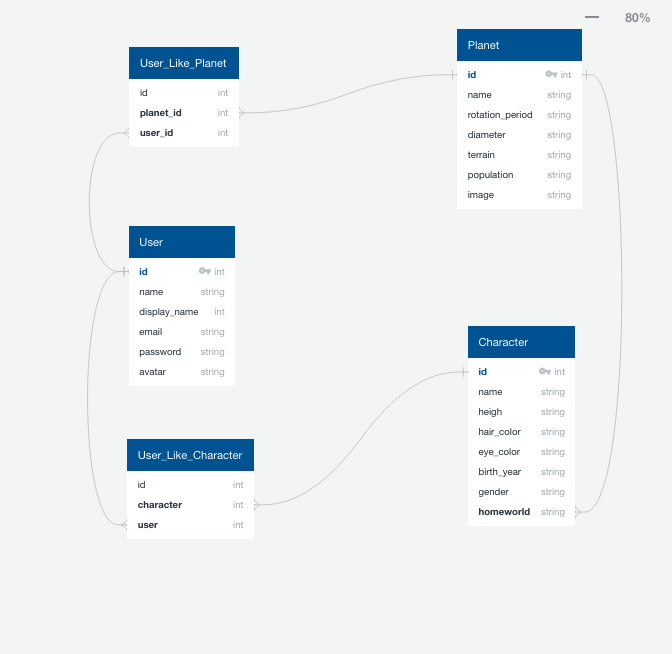 80%
User_Like_Planet
id int
planet_id int
user_id int
Planet
id int
name string
rotation_period string
diameter string
terrain string
population string
image string
User
id int
name string
display_name int
email string
password string
avatar string
Character
id int
name string
heigh string
hair_color string
eye_color string
birth_year string
gender string
homeworld string
User_Like_Character
id int
character int
user int